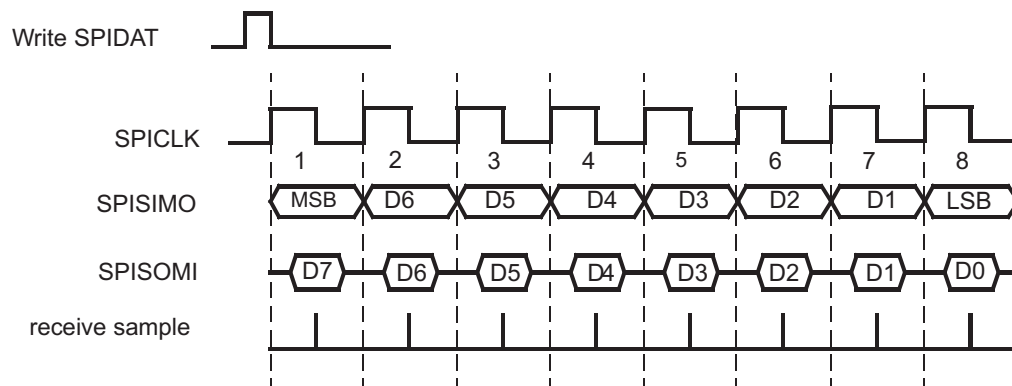 Write SPIDAT
SPICLK
1 2 3 4 5 6 7 8
SPISIMO MSB D6 D5 D4 D3 D2 D1 LSB
SPISOMI D7 D6 D5 D4 D3 D2 D1 D0
receive sample